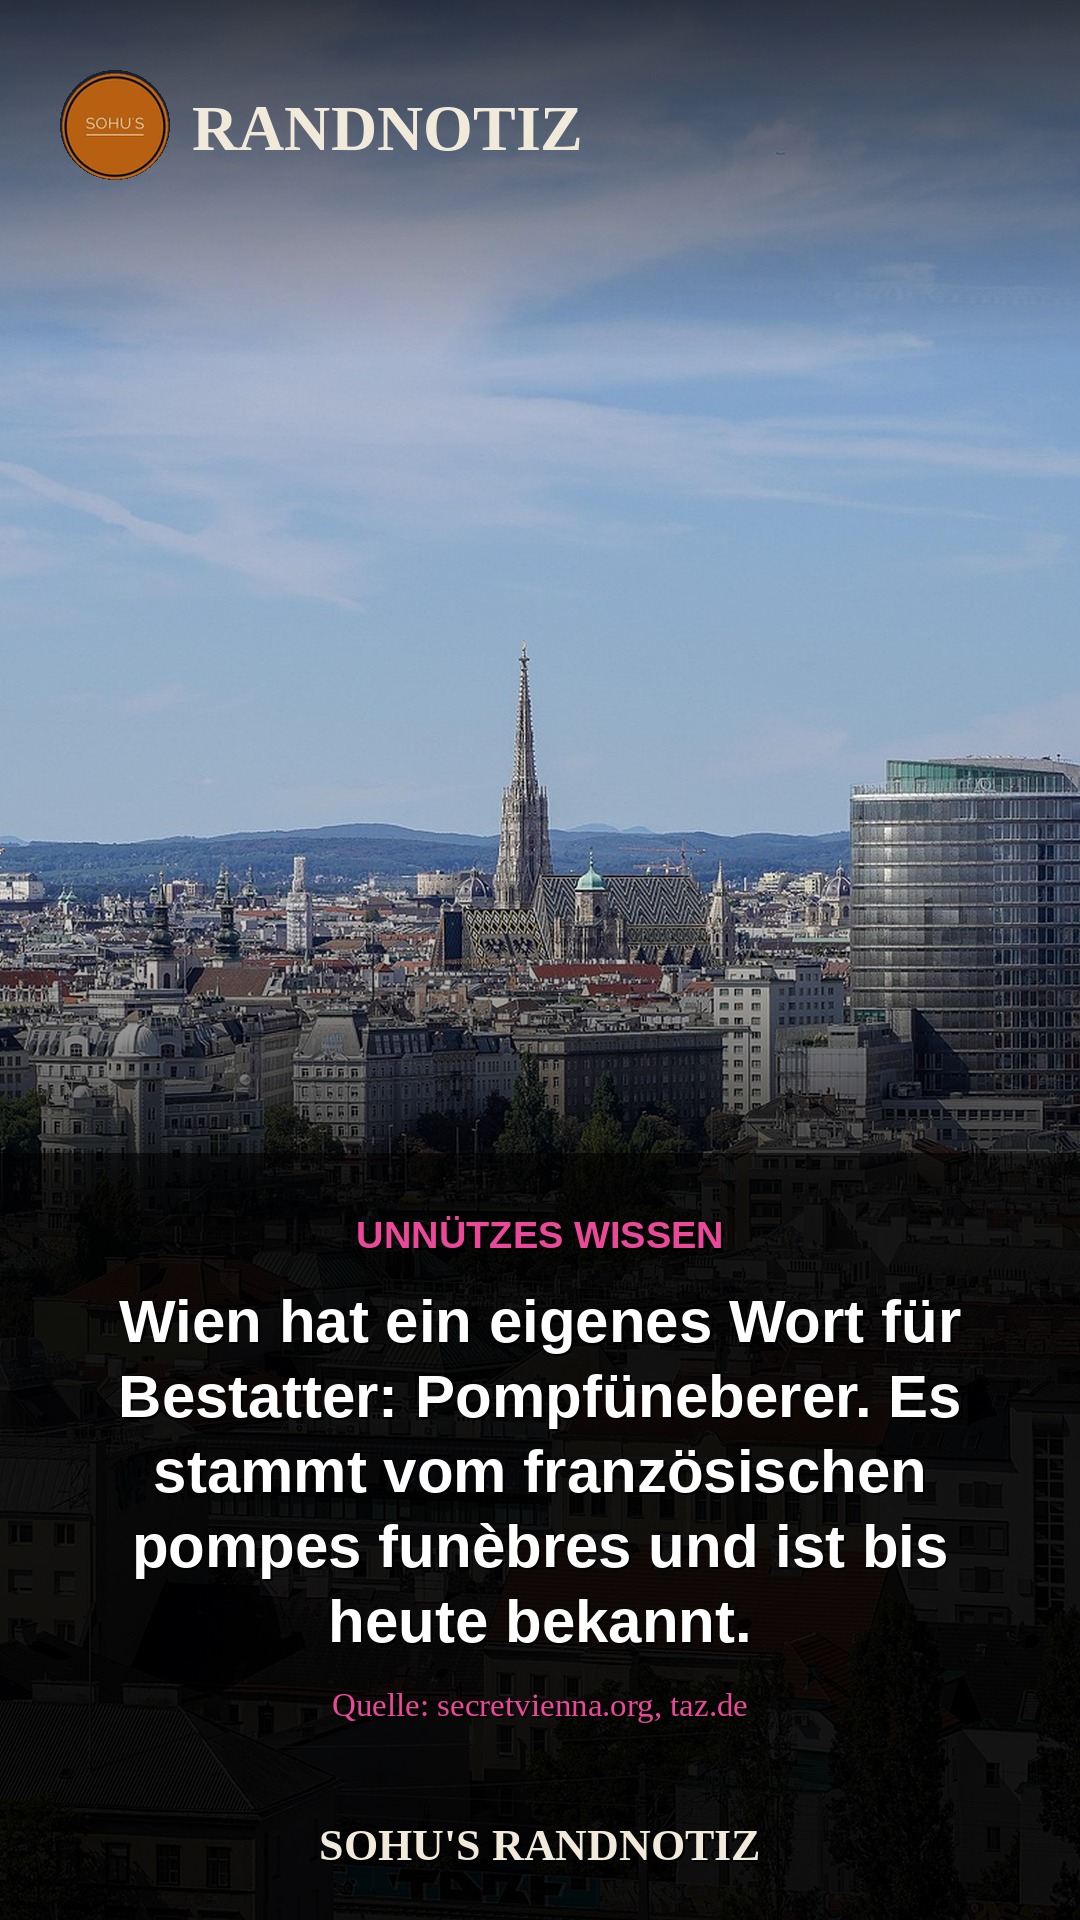 SOHU'S
RANDNOTIZ
UNNÜTZES WISSEN
Wien hat ein eigenes Wort für
Bestatter: Pompfüneberer. Es
stammt vom französischen
pompes funèbres und ist bis
heute bekannt.
Quelle: secretvienna.org, taz.de
SOHU'S RANDNOTIZ